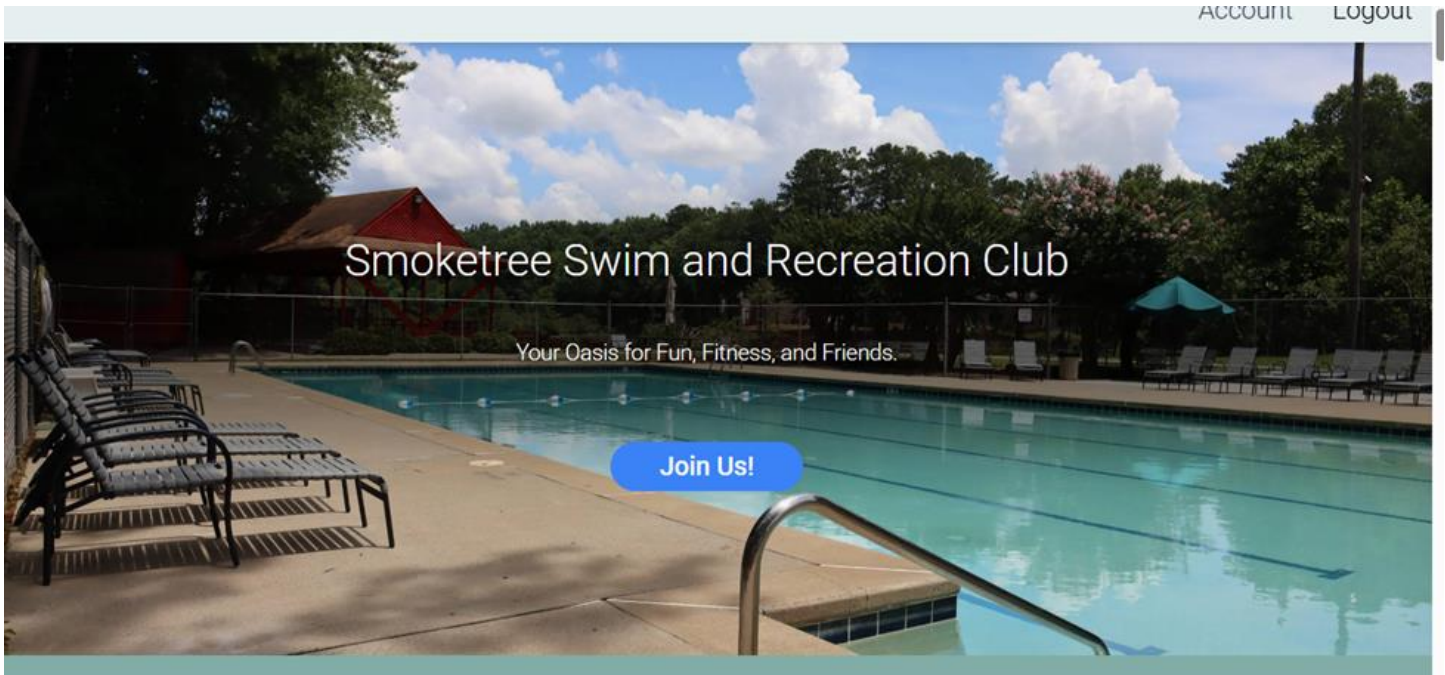 Account Logout
Smoketree Swim and Recreation Club
Your Oasis for Fun, Fitness, and Friends.
Join Us!